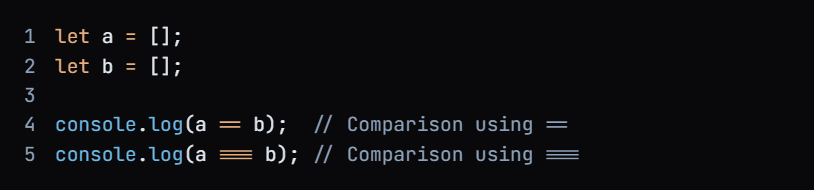 1 let a = [];
2 let b = [];
3
4 console.log(a == b);  // Comparison using ==
5 console.log(a === b); // Comparison using ===